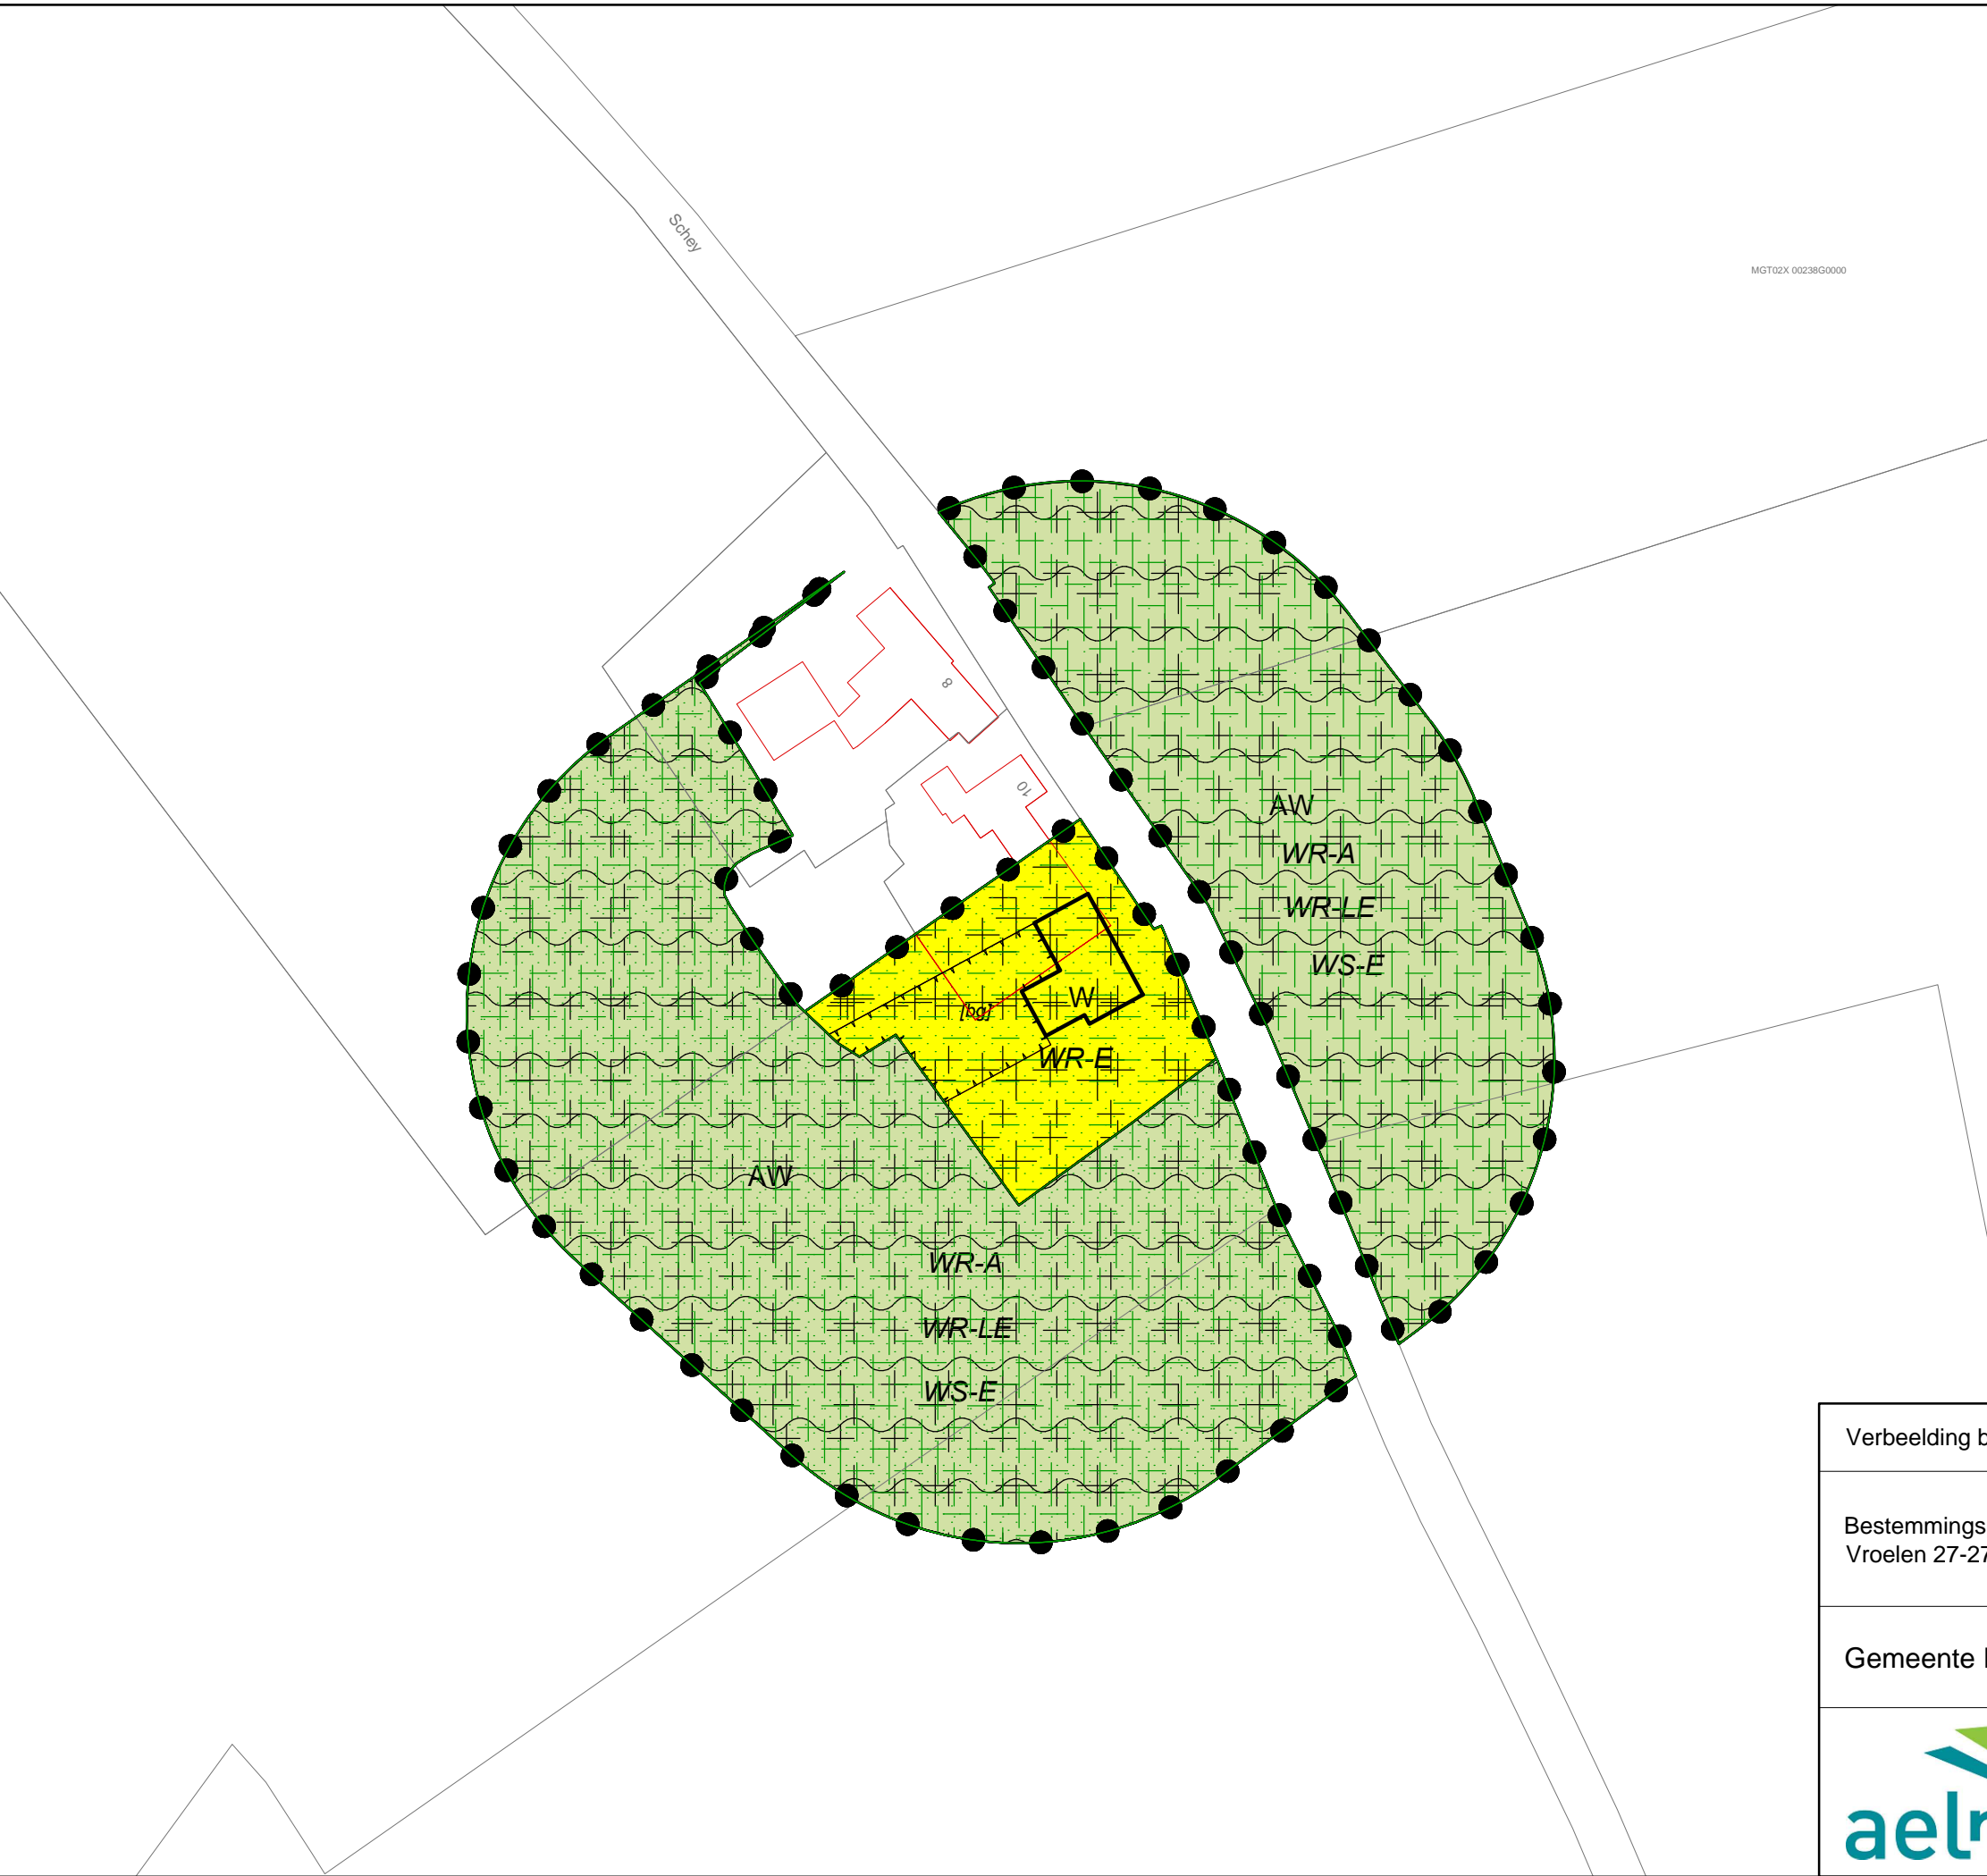 Schey
MGT02X 00238G0000
8
10
AW
WR-A
WR-LE
WS-E
W
[bg]
WR-E
AW
WR-A
WR-LE
WS-E
Verbeelding
Bestemmings
Vroelen 27-27
Gemeente